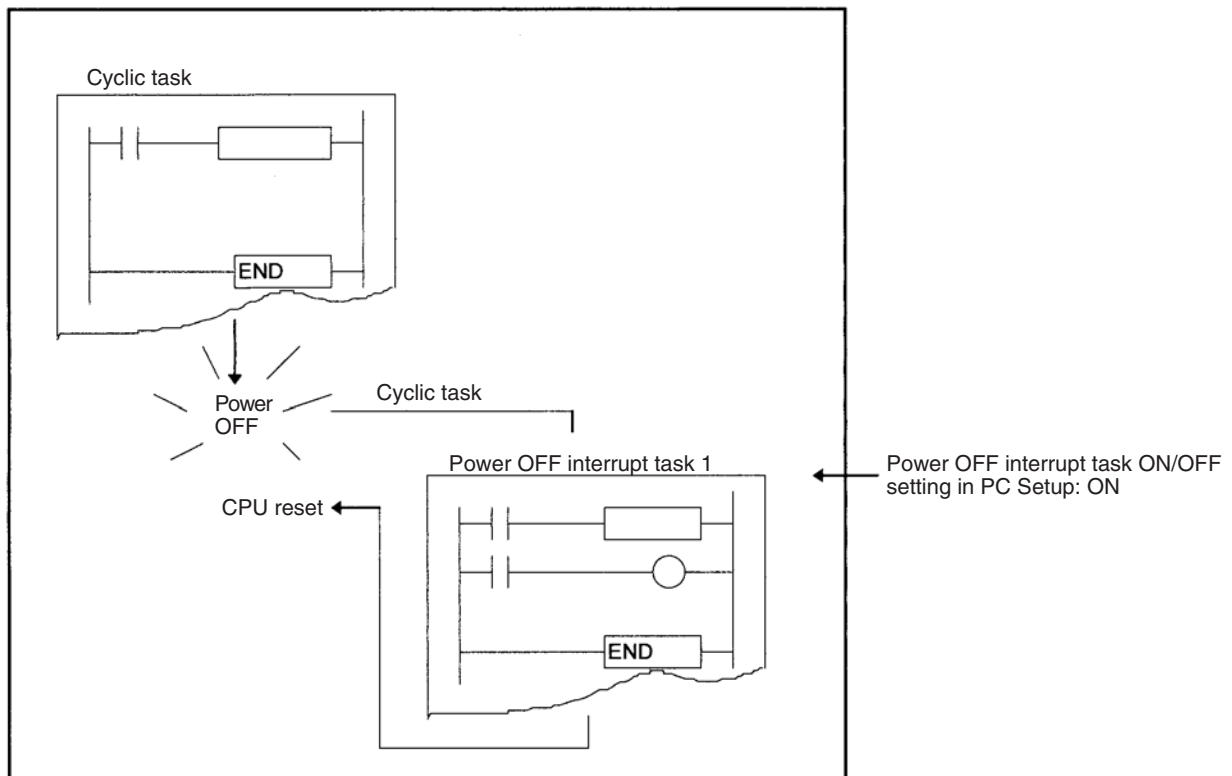 Cyclic task
END
Power
OFF
Cyclic task
Power OFF interrupt task 1
Power OFF interrupt task ON/OFF
setting in PC Setup: ON
CPU reset
END